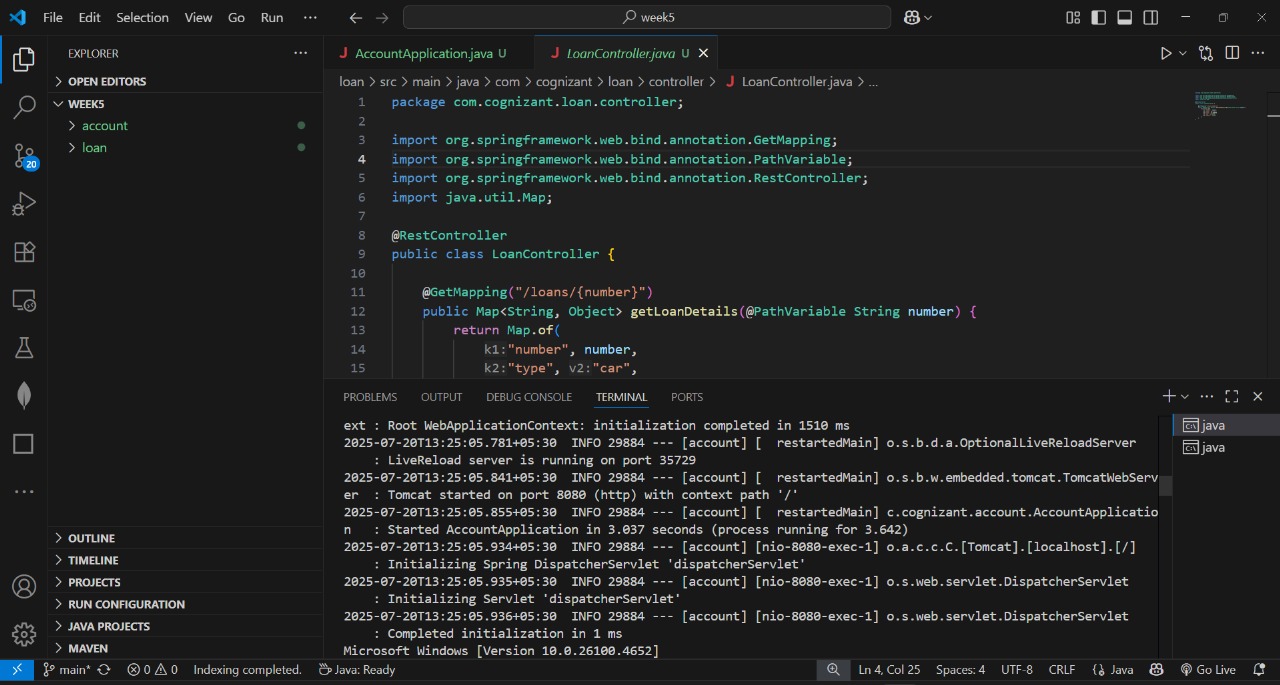 File Edit Selection View Go Run ··· week5
EXPLORER ···
OPEN EDITORS
WEEK5
account
loan
20
OUTLINE
TIMELINE
PROJECTS
RUN CONFIGURATION
JAVA PROJECTS
MAVEN
J AccountApplication.java U J LoanController.java U
loan > src > main > java > com > cognizant > loan > controller > J LoanController.java > ...
1 package com.cognizant.loan.controller;
2
3 import org.springframework.web.bind.annotation.GetMapping;
4 import org.springframework.web.bind.annotation.PathVariable;
5 import org.springframework.web.bind.annotation.RestController;
6 import java.util.Map;
7
8 @RestController
9 public class LoanController {
10
11 @GetMapping("/loans/{number}")
12 public Map<String, Object> getLoanDetails(@PathVariable String number) {
13 return Map.of(
14 k1:"number", number,
15 k2:"type", v2:"car",
PROBLEMS OUTPUT DEBUG CONSOLE TERMINAL PORTS
ext : Root WebApplicationContext: initialization completed in 1510 ms
2025-07-20T13:25:05.781+05:30 INFO 29884 --- [account] [ restartedMain] o.s.b.d.a.OptionalLiveReloadServer
: LiveReload server is running on port 35729
2025-07-20T13:25:05.841+05:30 INFO 29884 --- [account] [ restartedMain] o.s.b.w.embedded.tomcat.TomcatWebServ
er : Tomcat started on port 8080 (http) with context path '/'
2025-07-20T13:25:05.855+05:30 INFO 29884 --- [account] [ restartedMain] c.cognizant.account.AccountApplicatio
n : Started AccountApplication in 3.037 seconds (process running for 3.642)
2025-07-20T13:25:05.934+05:30 INFO 29884 --- [account] [nio-8080-exec-1] o.a.c.c.C.[Tomcat].[localhost].[/]
: Initializing Spring DispatcherServlet 'dispatcherServlet'
2025-07-20T13:25:05.935+05:30 INFO 29884 --- [account] [nio-8080-exec-1] o.s.web.servlet.DispatcherServlet
: Initializing Servlet 'dispatcherServlet'
2025-07-20T13:25:05.936+05:30 INFO 29884 --- [account] [nio-8080-exec-1] o.s.web.servlet.DispatcherServlet
: Completed initialization in 1 ms
Microsoft Windows [Version 10.0.26100.4652]
java
java
main* 0 0 Indexing completed. Java: Ready Ln 4, Col 25 Spaces: 4 UTF-8 CRLF {} Java Go Live